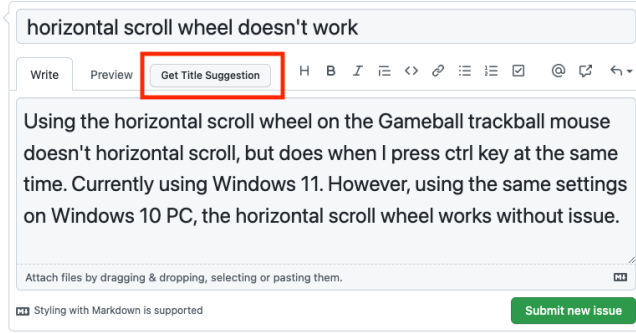 horizontal scroll wheel doesn't work
Write Preview Get Title Suggestion H B I <> @
Using the horizontal scroll wheel on the Gameball trackball mouse
doesn't horizontal scroll, but does when I press ctrl key at the same
time. Currently using Windows 11. However, using the same settings
on Windows 10 PC, the horizontal scroll wheel works without issue.
Attach files by dragging & dropping, selecting or pasting them.
Styling with Markdown is supported Submit new issue